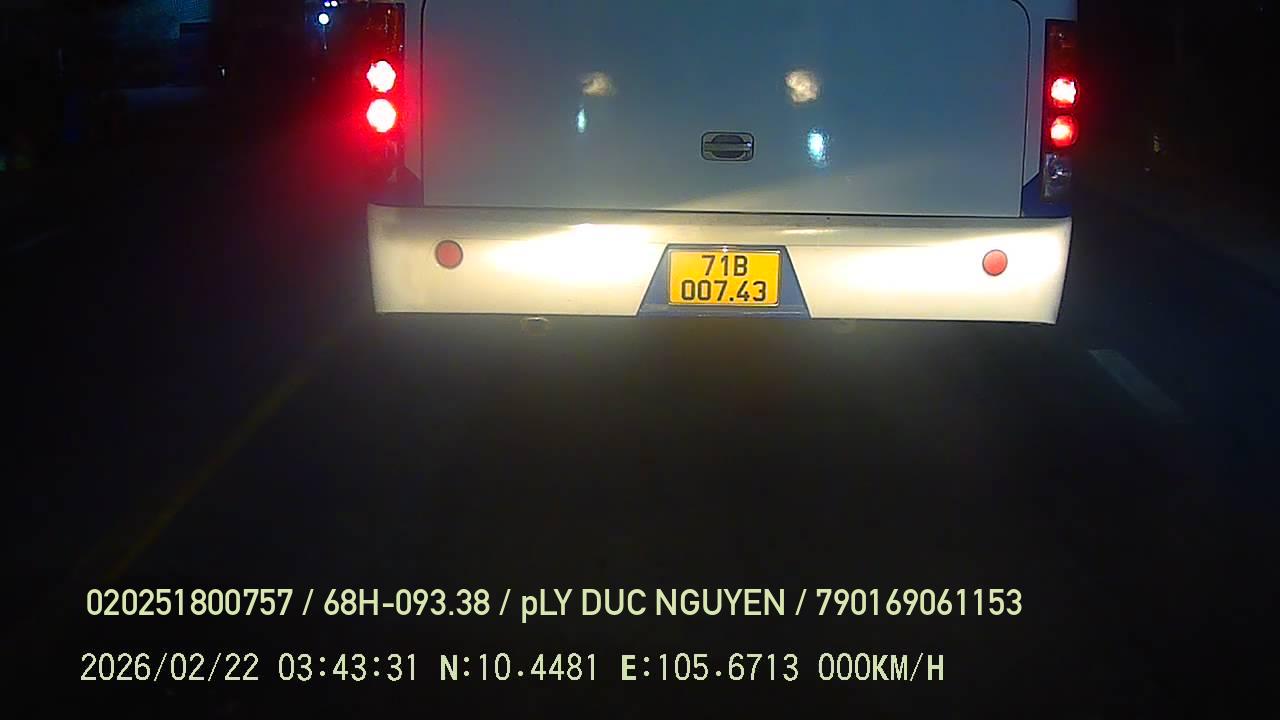 71B
007.43
020251800757 / 68H-093.38 / pLY DUC NGUYEN / 790169061153
2026/02/22 03:43:31 N:10.4481 E:105.6713 000KM/H